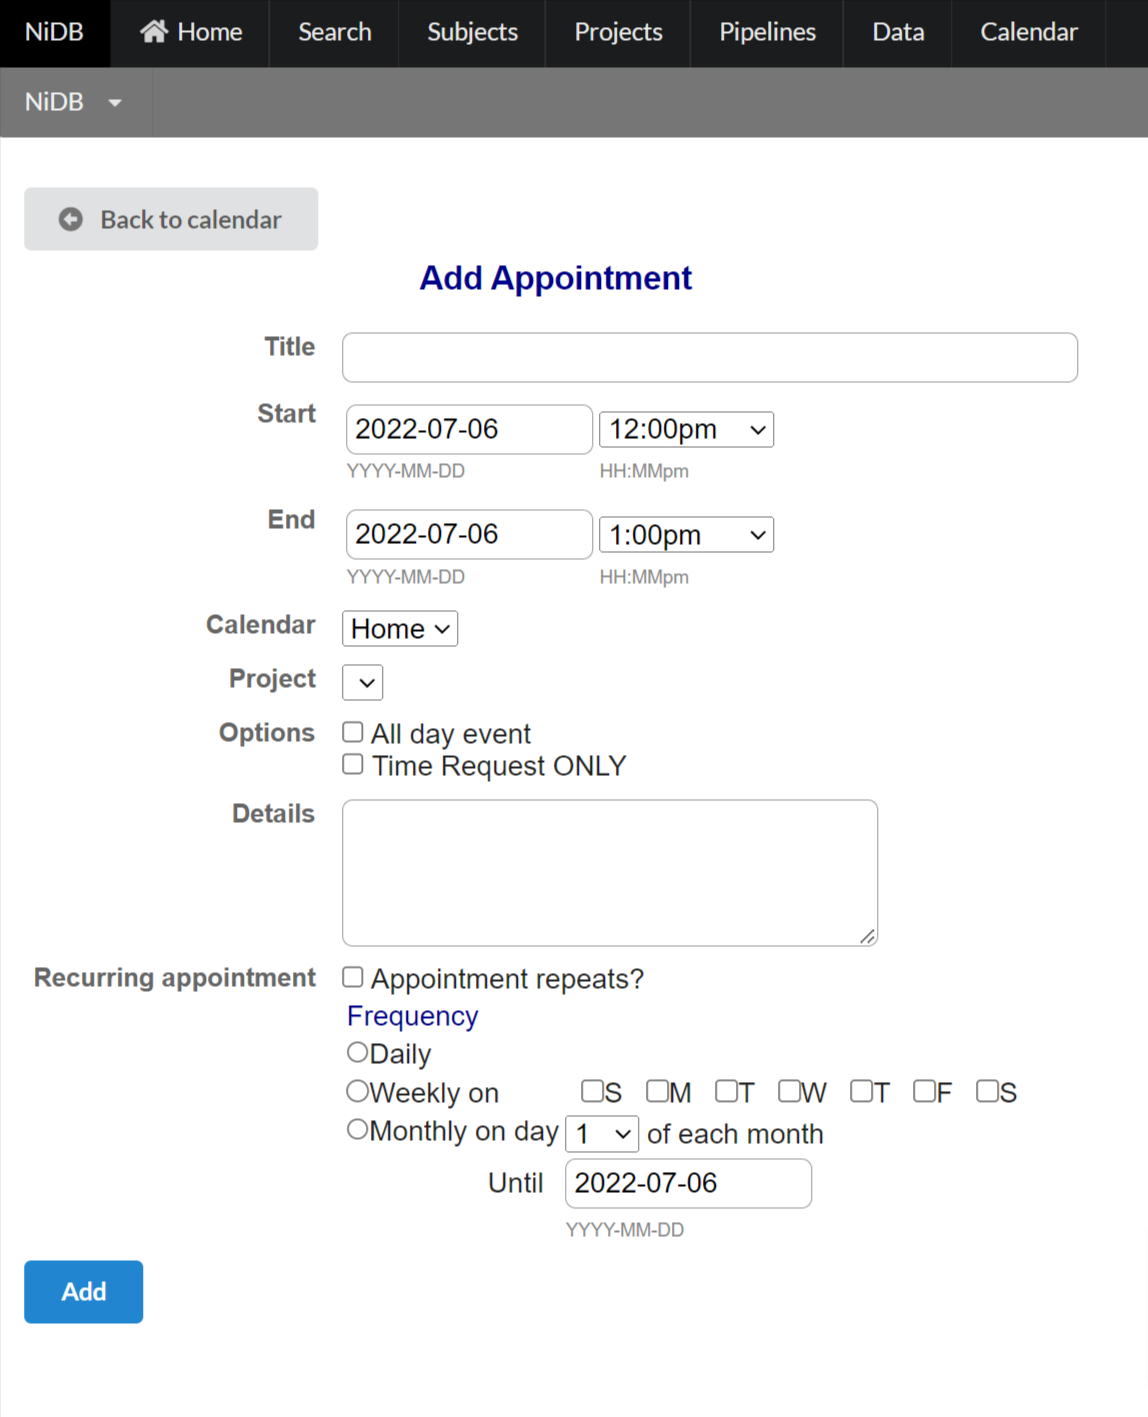 NiDB Home Search Subjects Projects Pipelines Data Calendar
NiDB
Back to calendar
Add Appointment
Title
Start 2022-07-06 12:00pm
YYYY-MM-DD HH:MMpm
End 2022-07-06 1:00pm
YYYY-MM-DD HH:MMpm
Calendar Home
Project
Options All day event
Time Request ONLY
Details
Recurring appointment Appointment repeats?
Frequency
Daily
Weekly on S M T W T F S
Monthly on day 1 of each month
Until 2022-07-06
YYYY-MM-DD
Add